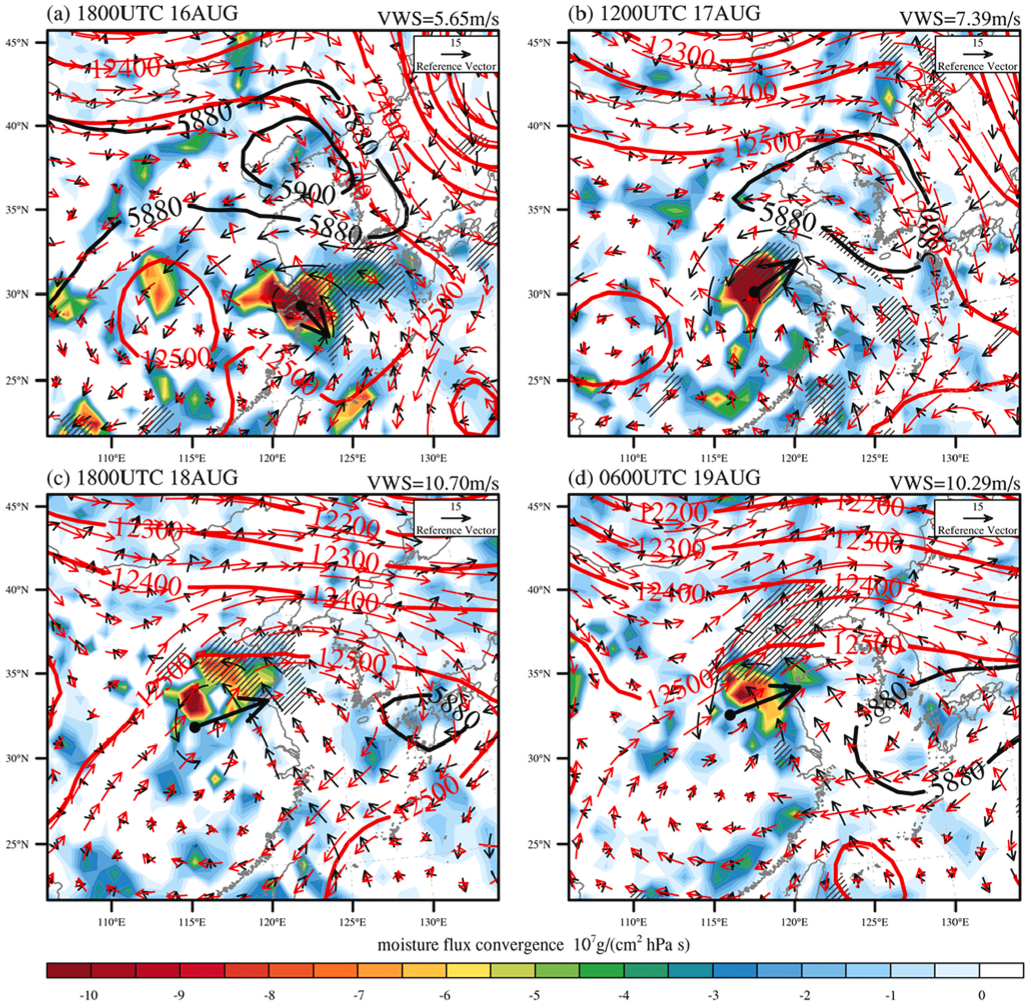 (a) 1800UTC 16AUG VWS=5.65m/s
15
Reference Vector
45°N
40°N
35°N
30°N
25°N
110°E 115°E 120°E 125°E 130°E
12400
5880
5880
12400
5900
5880
5880
12500
12500
12500
(b) 1200UTC 17AUG VWS=7.39m/s
15
Reference Vector
45°N
40°N
35°N
30°N
25°N
110°E 115°E 120°E 125°E 130°E
12300
12400
12400
12500
5880
5880
(c) 1800UTC 18AUG VWS=10.70m/s
15
Reference Vector
45°N
40°N
35°N
30°N
25°N
110°E 115°E 120°E 125°E 130°E
12300
12200
12300
12400
12400
12500
12500
5880
12500
(d) 0600UTC 19AUG VWS=10.29m/s
15
Reference Vector
45°N
40°N
35°N
30°N
25°N
110°E 115°E 120°E 125°E 130°E
12200
12200
12300
12300
12400
12400
12500
12500
5880
5880
moisture flux convergence 10⁷g/(cm² hPa s)
-10 -9 -8 -7 -6 -5 -4 -3 -2 -1 0